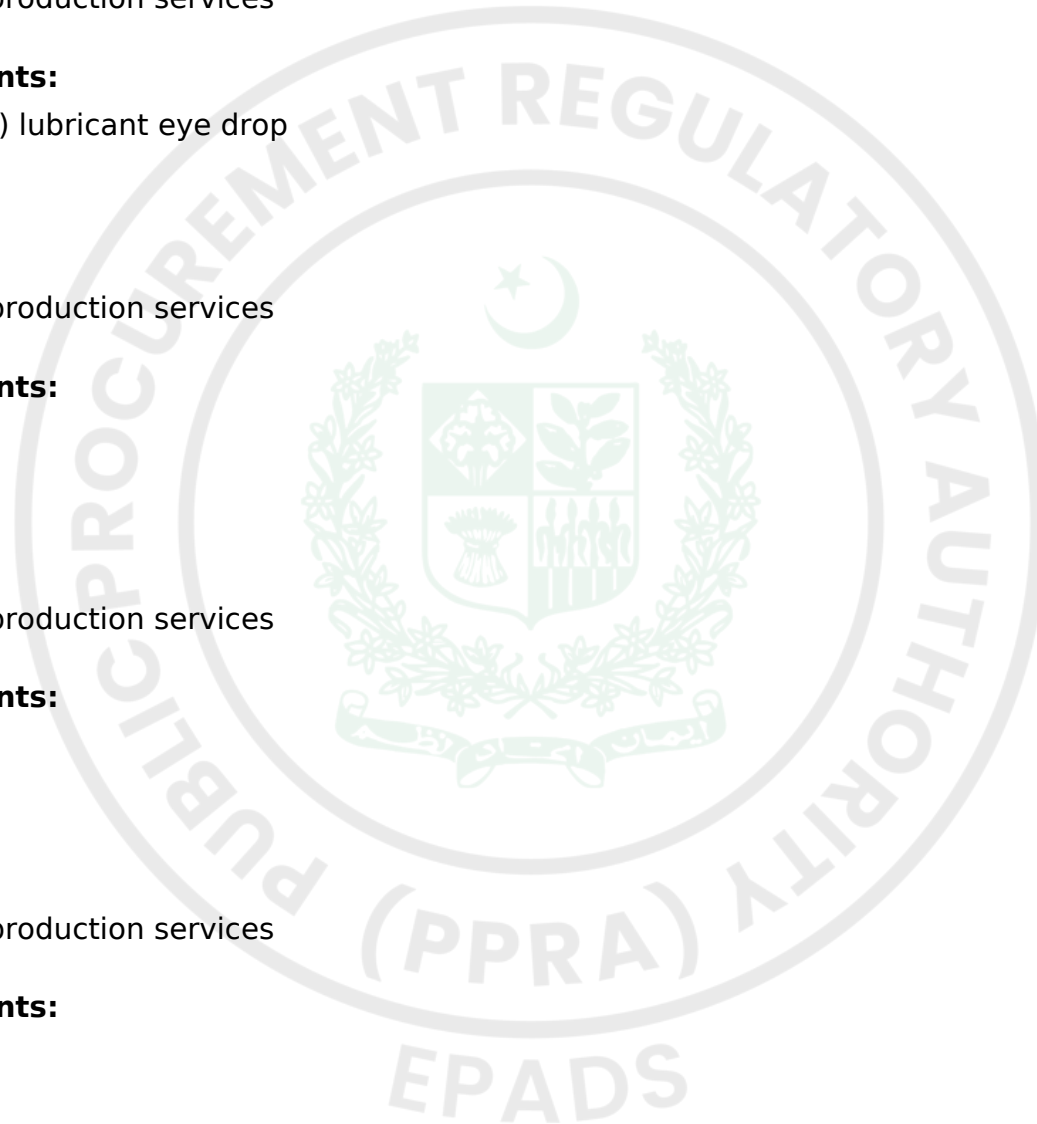 production services
nts:
) lubricant eye drop
production services
nts:
production services
nts:
production services
nts:
PUBLIC PROCUREMENT REGULATORY AUTHORITY
(PPRA)
EPADS